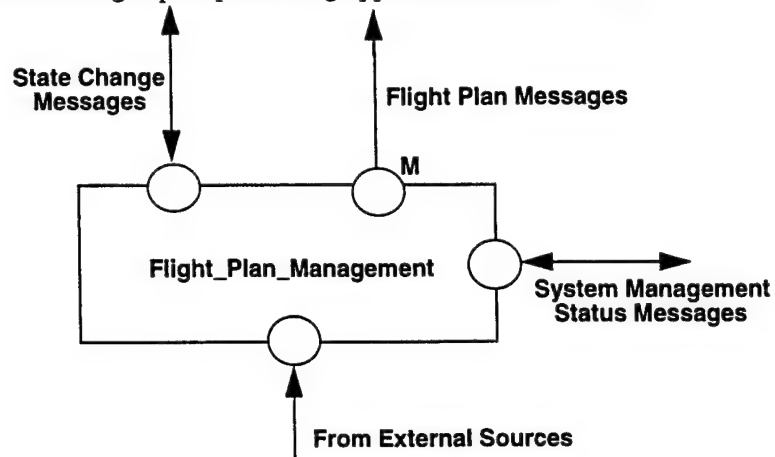 State Change
Messages
Flight Plan Messages
M
Flight_Plan_Management
System Management
Status Messages
From External Sources